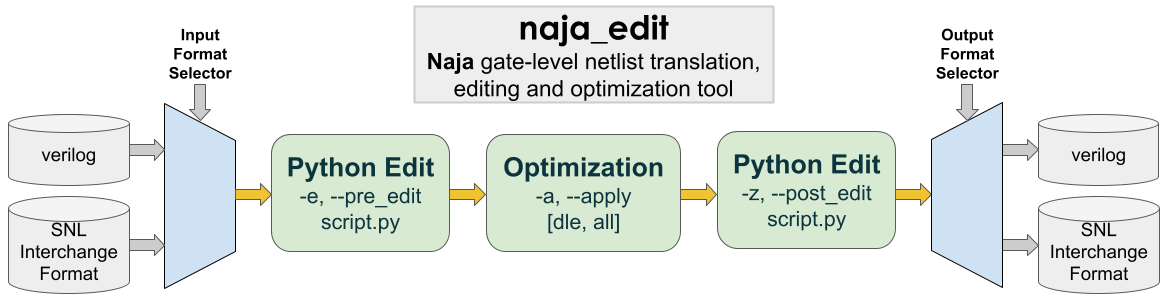 naja_edit
Naja gate-level netlist translation,
editing and optimization tool
Input
Format
Selector
Output
Format
Selector
verilog
SNL
Interchange
Format
Python Edit
-e, --pre_edit
script.py
Optimization
-a, --apply
[dle, all]
Python Edit
-z, --post_edit
script.py
verilog
SNL
Interchange
Format